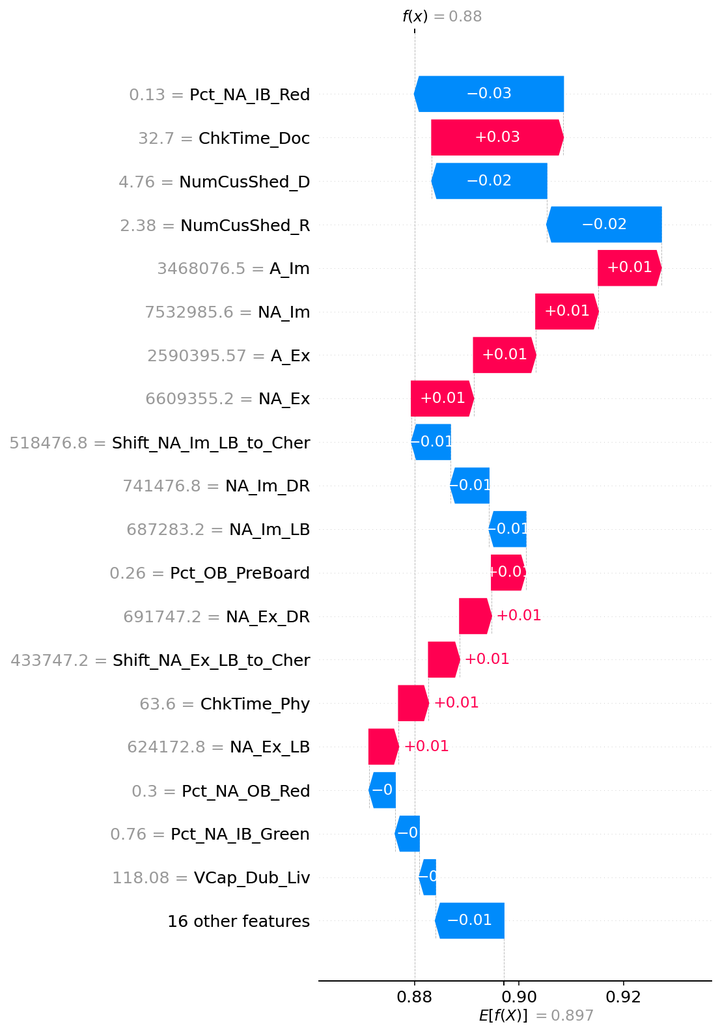 f(x) = 0.88
0.13 = Pct_NA_IB_Red −0.03
32.7 = ChkTime_Doc +0.03
4.76 = NumCusShed_D −0.02
2.38 = NumCusShed_R −0.02
3468076.5 = A_Im +0.01
7532985.6 = NA_Im +0.01
2590395.57 = A_Ex +0.01
6609355.2 = NA_Ex +0.01
518476.8 = Shift_NA_Im_LB_to_Cher −0.01
741476.8 = NA_Im_DR −0.01
687283.2 = NA_Im_LB −0.01
0.26 = Pct_OB_PreBoard +0.01
691747.2 = NA_Ex_DR +0.01
433747.2 = Shift_NA_Ex_LB_to_Cher +0.01
63.6 = ChkTime_Phy +0.01
624172.8 = NA_Ex_LB +0.01
0.3 = Pct_NA_OB_Red −0
0.76 = Pct_NA_IB_Green −0
118.08 = VCap_Dub_Liv −0
16 other features −0.01
0.88 0.90 0.92
E[f(X)] = 0.897